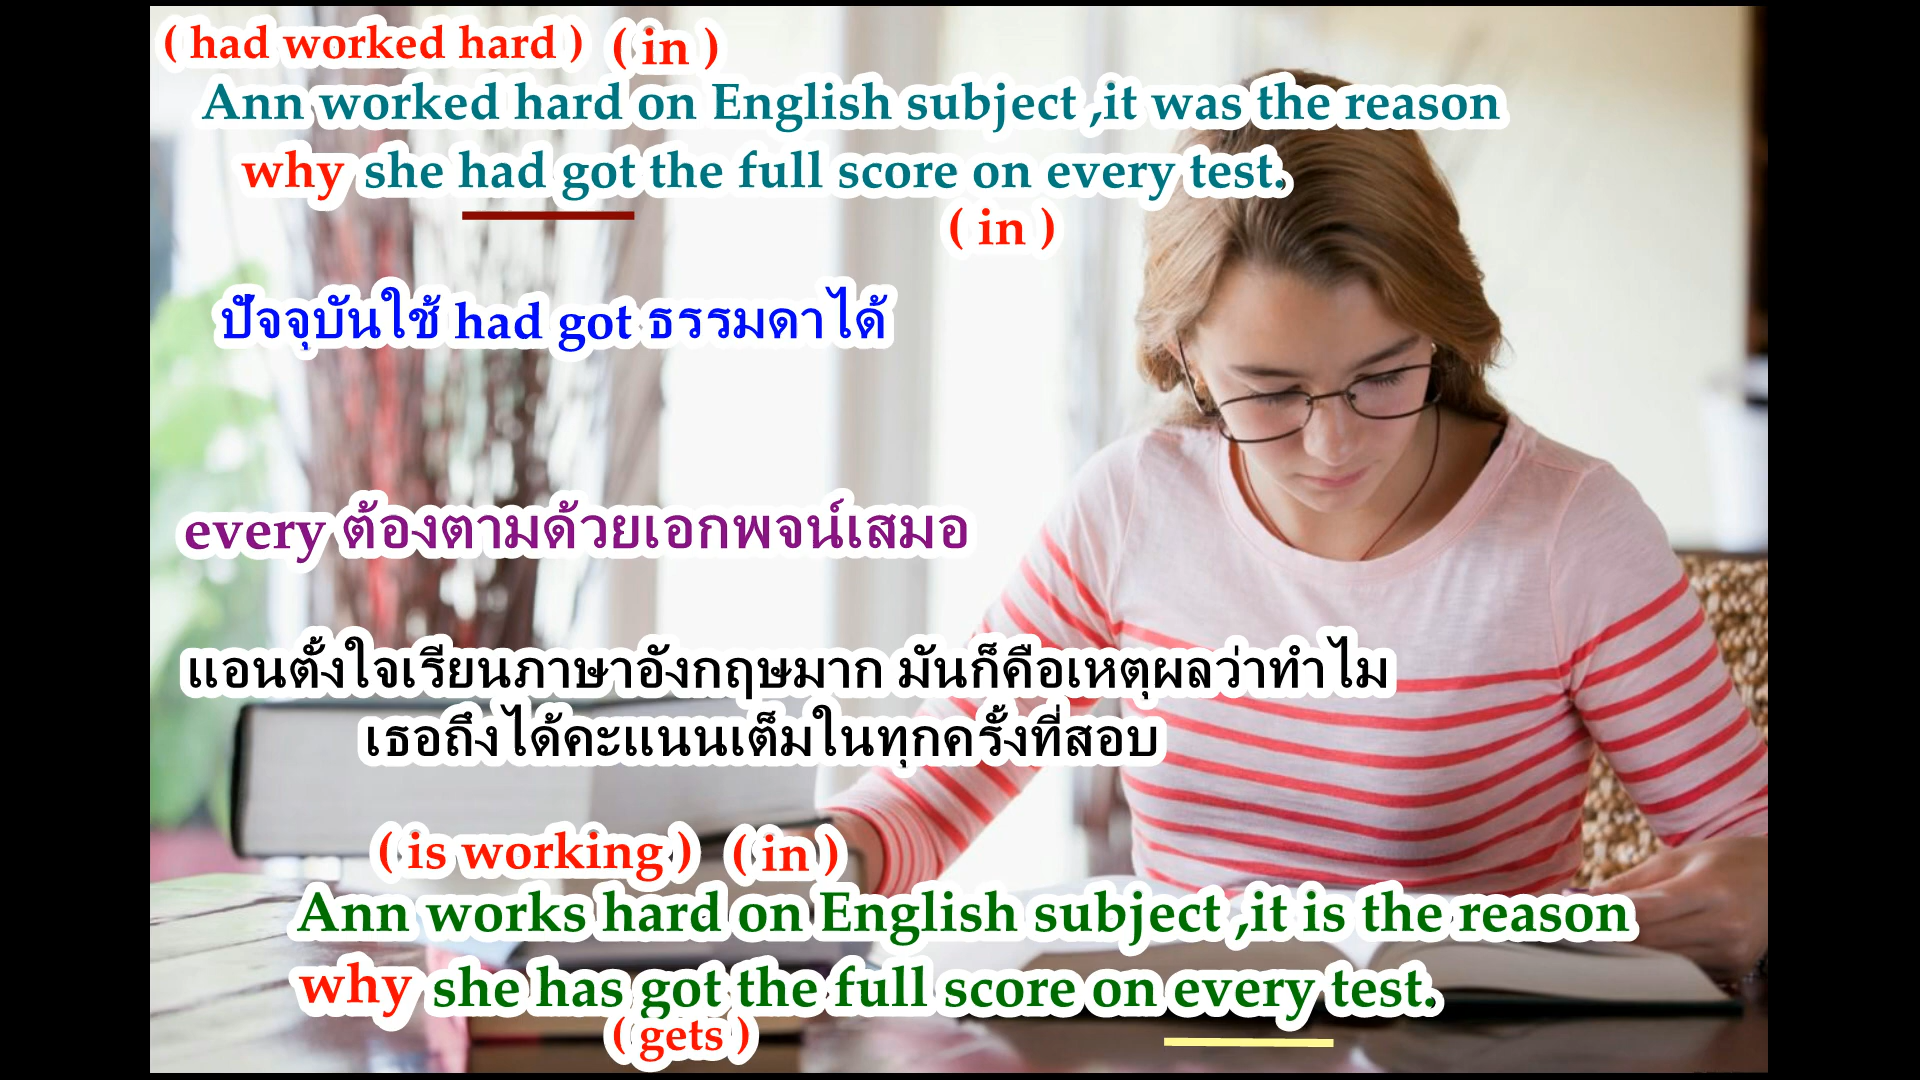 ( had worked hard ) ( in )
Ann worked hard on English subject ,it was the reason
why she had got the full score on every test.
( in )
ปัจจุบันใช้ had got ธรรมดาได้
every ต้องตามด้วยเอกพจน์เสมอ
แอนตั้งใจเรียนภาษาอังกฤษมาก มันก็คือเหตุผลว่าทำไม
เธอถึงได้คะแนนเต็มในทุกครั้งที่สอบ
( is working ) ( in )
Ann works hard on English subject ,it is the reason
why she has got the full score on every test.
( gets )